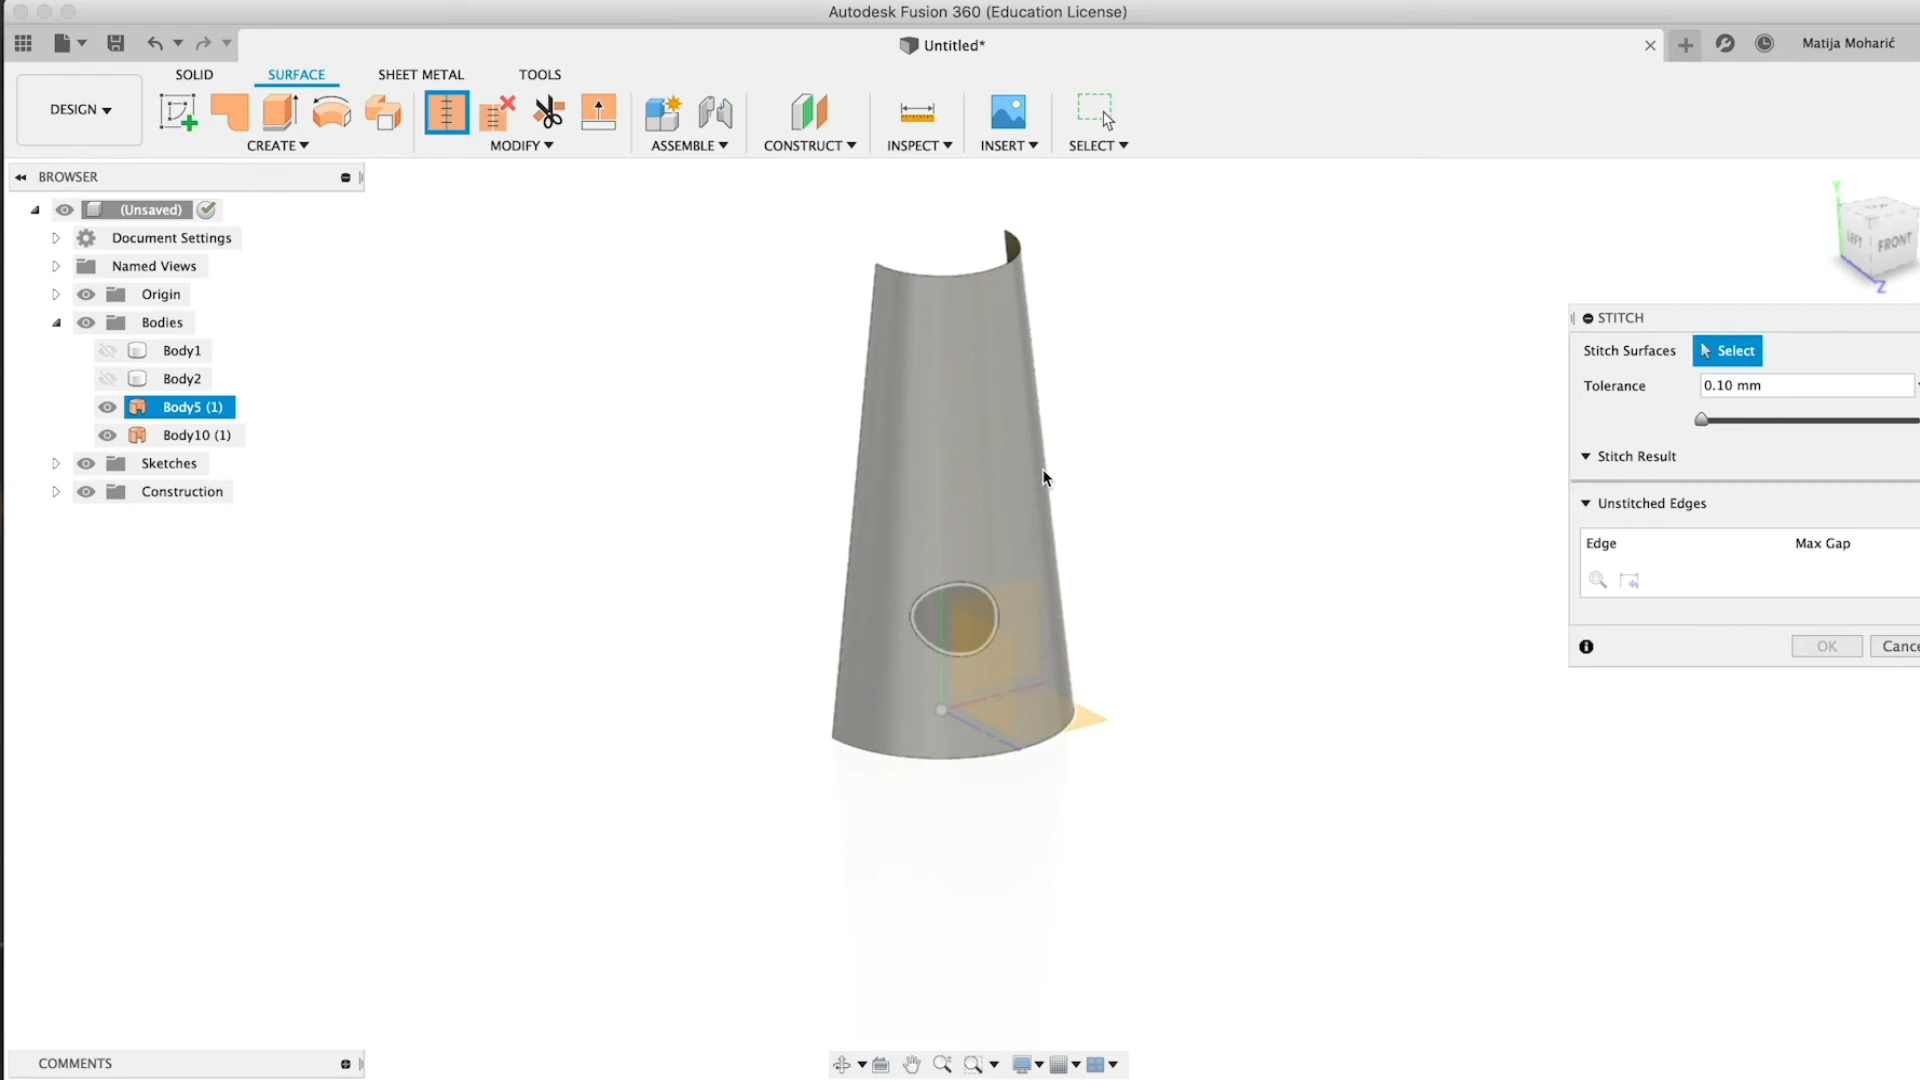 Autodesk Fusion 360 (Education License)
Untitled*
Matija Moharić
SOLID
SURFACE
SHEET METAL
TOOLS
DESIGN
CREATE
MODIFY
ASSEMBLE
CONSTRUCT
INSPECT
INSERT
SELECT
BROWSER
(Unsaved)
Document Settings
Named Views
Origin
Bodies
Body1
Body2
Body5 (1)
Body10 (1)
Sketches
Construction
LEFT
FRONT
Z
STITCH
Stitch Surfaces
Select
Tolerance
0.10 mm
Stitch Result
Unstitched Edges
Edge
Max Gap
OK
Cance
COMMENTS